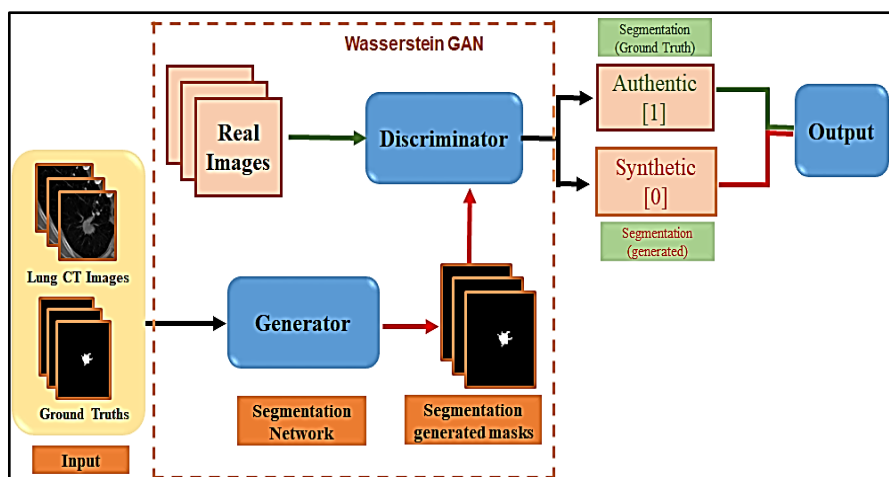 Wasserstein GAN
Real
Images
Discriminator
Segmentation
(Ground Truth)
Authentic
[1]
Synthetic
[0]
Segmentation
(generated)
Output
Lung CT Images
Ground Truths
Input
Generator
Segmentation
Network
Segmentation
generated masks